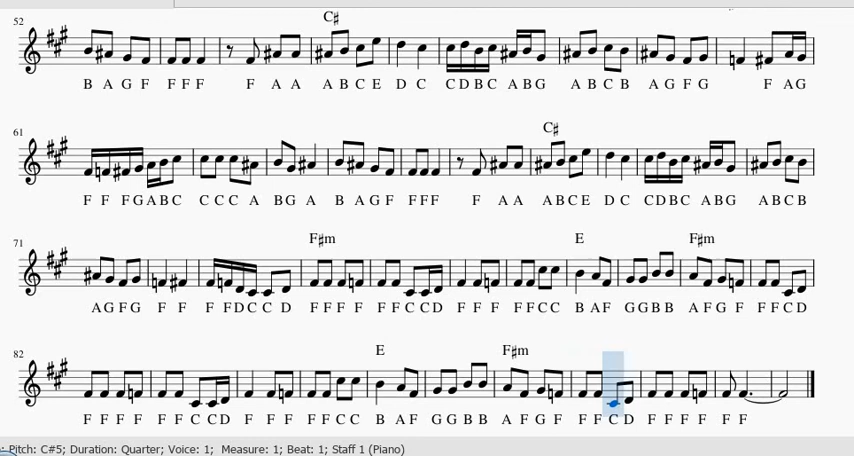 C♯
52
B A G F F F F F A A A B C E D C C D B C A B G A B C B A G F G F A G
C♯
61
F F F G A B C C C C A B G A B A G F F F F F A A A B C E D C C D B C A B G A B C B
F♯m E F♯m
71
A G F G F F F F D C C D F F F F F F C C D F F F F F C C B A F G G B B A F G F F F C D
E F♯m
82
F F F F F F C C D F F F F F C C B A F G G B B A F G F F F C D F F F F F F
: Pitch: C#5; Duration: Quarter; Voice: 1; Measure: 1; Beat: 1; Staff 1 (Piano)